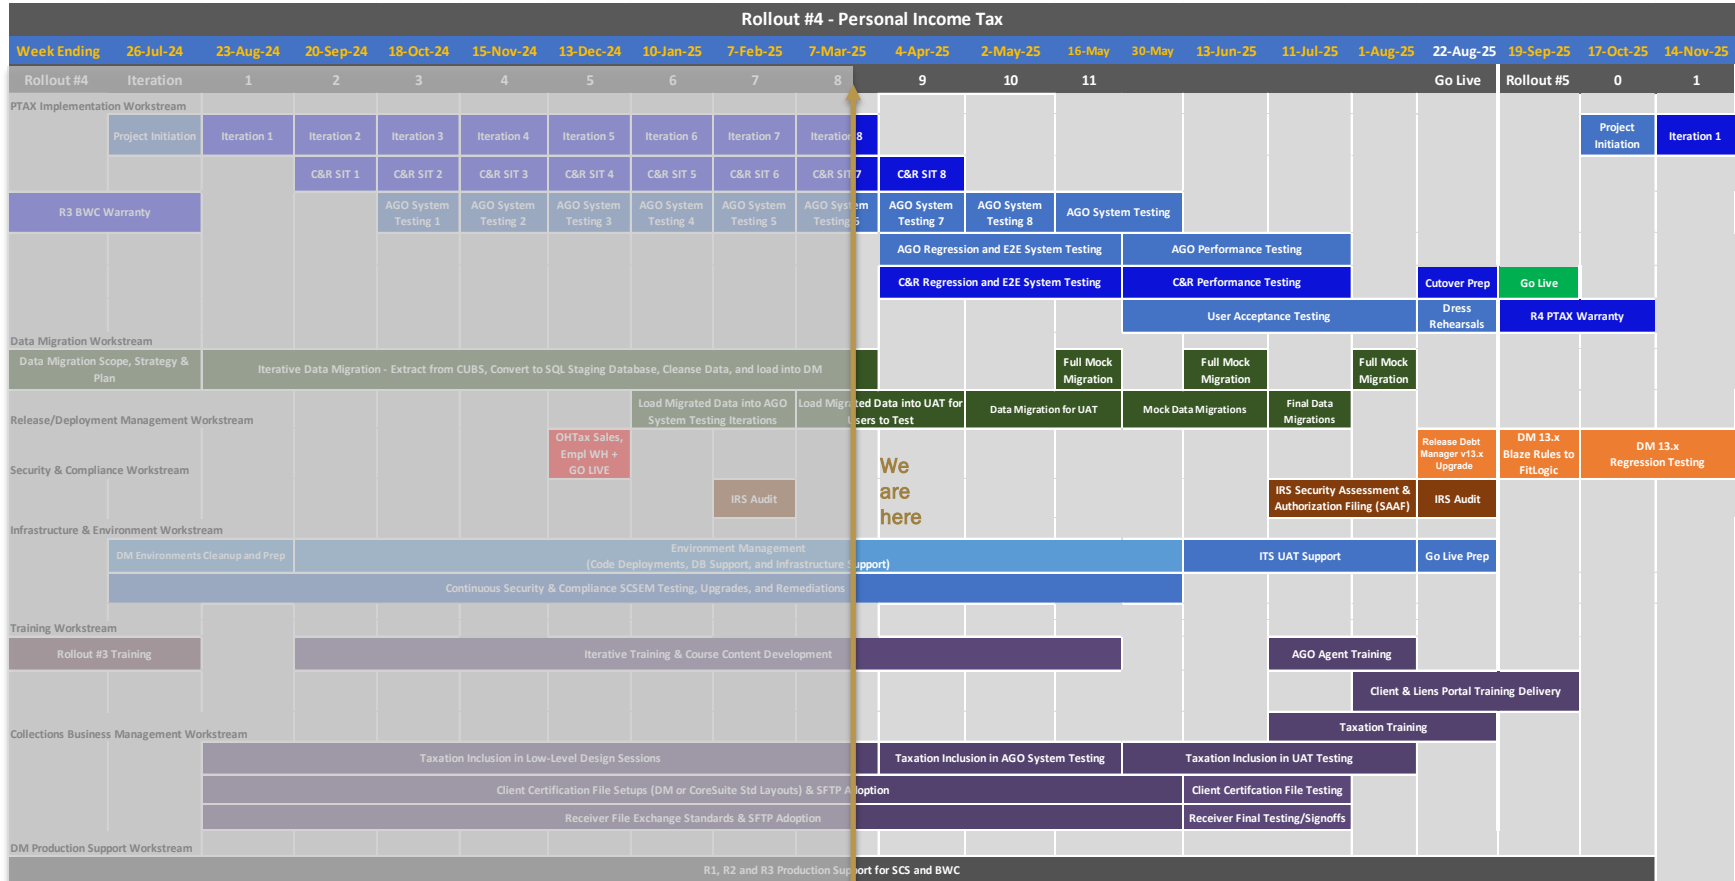 Rollout #4 - Personal Income Tax
Week Ending 26-Jul-24 23-Aug-24 20-Sep-24 18-Oct-24 15-Nov-24 13-Dec-24 10-Jan-25 7-Feb-25 7-Mar-25 4-Apr-25 2-May-25 16-May 30-May 13-Jun-25 11-Jul-25 1-Aug-25 22-Aug-25 19-Sep-25 17-Oct-25 14-Nov-25
Rollout #4 Iteration 1 2 3 4 5 6 7 8 9 10 11 Go Live Rollout #5 0 1
PTAX Implementation Workstream
Project Initiation Iteration 1 Iteration 2 Iteration 3 Iteration 4 Iteration 5 Iteration 6 Iteration 7 Iteration 8 Project
Initiation Iteration 1
C&R SIT 1 C&R SIT 2 C&R SIT 3 C&R SIT 4 C&R SIT 5 C&R SIT 6 C&R SIT 7 C&R SIT 8
R3 BWC Warranty
AGO System
Testing 1
AGO System
Testing 2
AGO System
Testing 3
AGO System
Testing 4
AGO System
Testing 5
AGO System
Testing 6
AGO System
Testing 7
AGO System
Testing 8
AGO System Testing
AGO Regression and E2E System Testing AGO Performance Testing
C&R Regression and E2E System Testing C&R Performance Testing Cutover Prep Go Live
User Acceptance Testing
Dress
Rehearsals
R4 PTAX Warranty
Data Migration Workstream
Data Migration Scope, Strategy &
Plan
Iterative Data Migration - Extract from CUBS, Convert to SQL Staging Database, Cleanse Data, and load into DM
Full Mock
Migration
Full Mock
Migration
Full Mock
Migration
Load Migrated Data into AGO
System Testing Iterations
Load Migrated Data into UAT for
Users to Test
Data Migration for UAT
Mock Data Migrations
Final Data
Migrations
Release/Deployment Management Workstream
OHTax Sales,
Empl WH +
GO LIVE
Release Debt
Manager v13.x
Upgrade
DM 13.x
Blaze Rules to
FitLogic
DM 13.x
Regression Testing
Security & Compliance Workstream
We
are
here
IRS Audit
IRS Security Assessment &
Authorization Filing (SAAF)
IRS Audit
Infrastructure & Environment Workstream
DM Environments Cleanup and Prep
Environment Management
(Code Deployments, DB Support, and Infrastructure Support)
ITS UAT Support
Go Live Prep
Continuous Security & Compliance SCSEM Testing, Upgrades, and Remediations
Training Workstream
Rollout #3 Training
Iterative Training & Course Content Development
AGO Agent Training
Client & Liens Portal Training Delivery
Taxation Training
Collections Business Management Workstream
Taxation Inclusion in Low-Level Design Sessions Taxation Inclusion in AGO System Testing Taxation Inclusion in UAT Testing
Client Certification File Setups (DM or CoreSuite Std Layouts) & SFTP Adoption Client Certifcation File Testing
Receiver File Exchange Standards & SFTP Adoption Receiver Final Testing/Signoffs
DM Production Support Workstream
R1, R2 and R3 Production Support for SCS and BWC